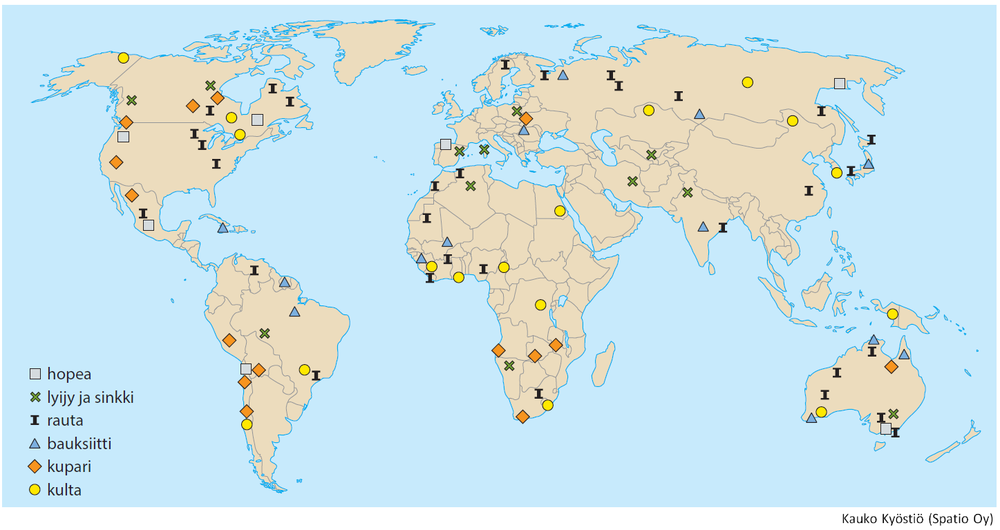 hopea
lyijy ja sinkki
rauta
bauksiitti
kupari
kulta
Kauko Kyöstiö (Spatio Oy)